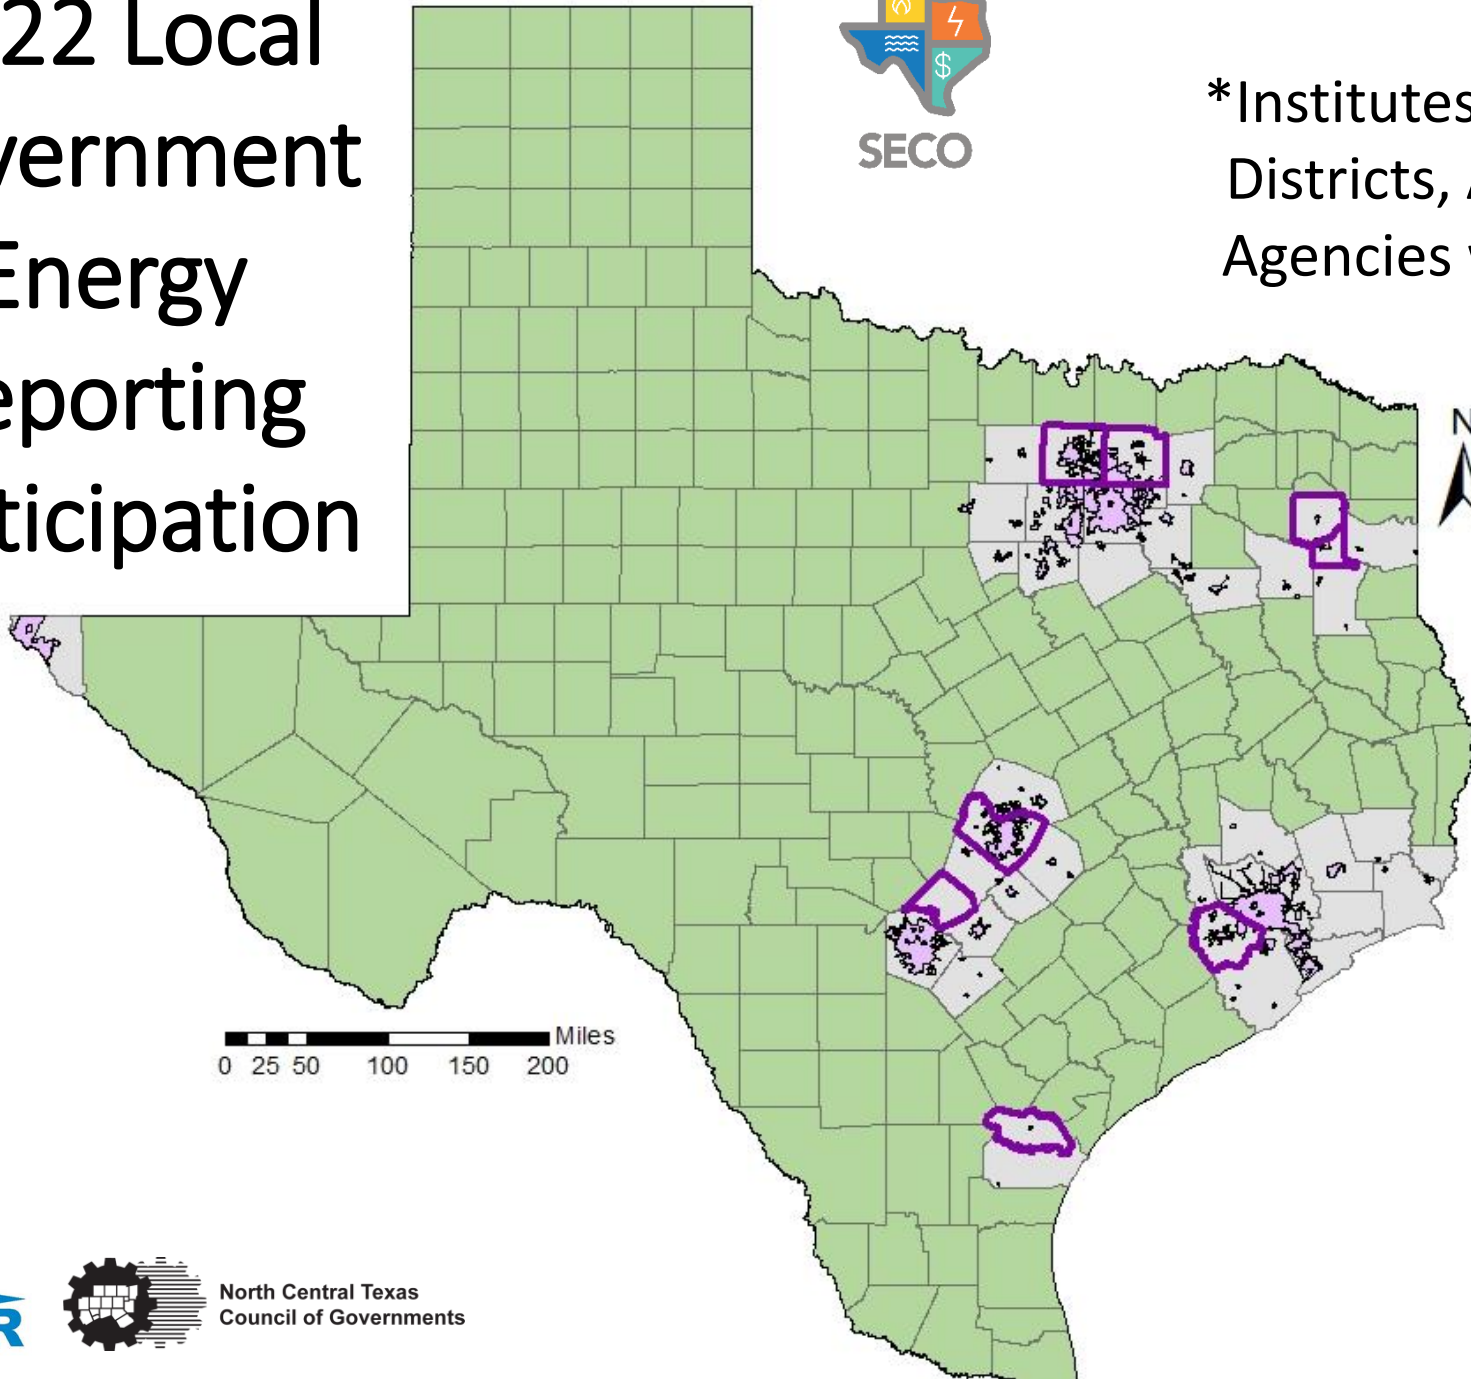 22 Local
vernment
Energy
eporting
ticipation
SECO
*Institutes
Districts,
Agencies
N
Miles
0 25 50 100 150 200
R
North Central Texas
Council of Governments